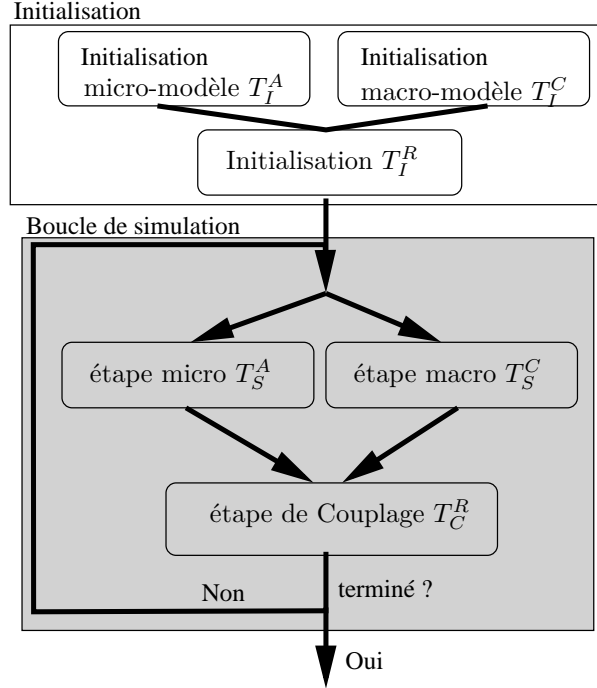 Initialisation
Initialisation
micro-modèle $T_I^A$
Initialisation
macro-modèle $T_I^C$
Initialisation $T_I^R$
Boucle de simulation
étape micro $T_S^A$
étape macro $T_S^C$
étape de Couplage $T_C^R$
Non
terminé ?
Oui